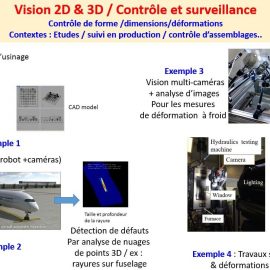 Vision 2D & 3D / Contrôle et surveillance
Contrôle de forme /dimensions/déformations
Contextes : Etudes / suivi en production / contrôle d'assemblages..
'usinage
CAD model
Exemple 3
Vision multi-caméras
+ analyse d'images
Pour les mesures
de déformation à froid
ple 1
robot +caméras)
Taille et profondeur de
la rayure
Détection de défauts
Par analyse de nuages
de points 3D / ex :
rayures sur fuselage
ple 2
Hydraulics testing
machine
Camera
Lighting
Window
Furnace
Exemple 4 : Travaux s
& déformations